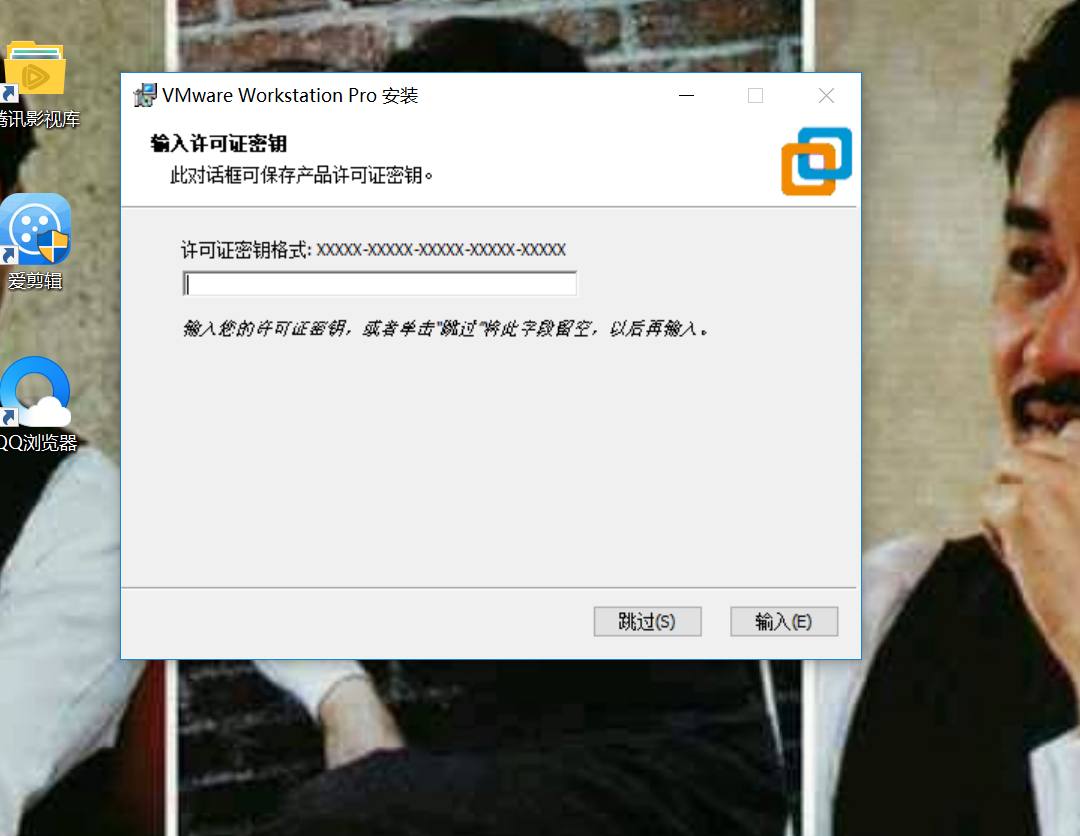 VMware Workstation Pro 安装
输入许可证密钥
此对话框可保存产品许可证密钥。
许可证密钥格式: XXXXX-XXXXX-XXXXX-XXXXX-XXXXX
输入您的许可证密钥，或者单击"跳过"将此字段留空，以后再输入。
跳过(S)
输入(E)
腾讯影视库
爱剪辑
QQ浏览器